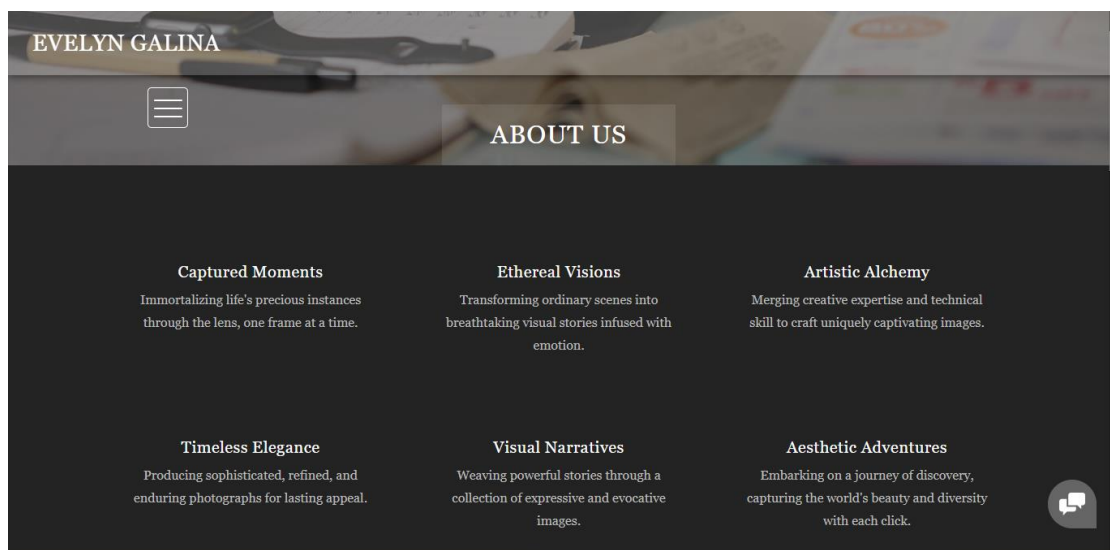 EVELYN GALINA
ABOUT US
Captured Moments
Immortalizing life's precious instances
through the lens, one frame at a time.
Ethereal Visions
Transforming ordinary scenes into
breathtaking visual stories infused with
emotion.
Artistic Alchemy
Merging creative expertise and technical
skill to craft uniquely captivating images.
Timeless Elegance
Producing sophisticated, refined, and
enduring photographs for lasting appeal.
Visual Narratives
Weaving powerful stories through a
collection of expressive and evocative
images.
Aesthetic Adventures
Embarking on a journey of discovery,
capturing the world's beauty and diversity
with each click.